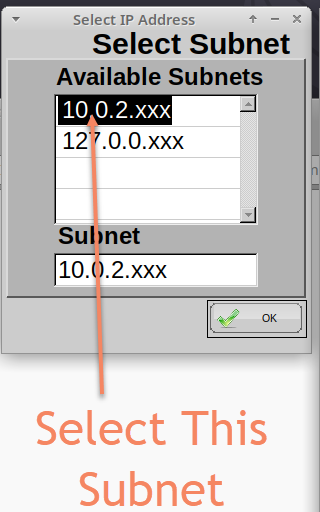 Select IP Address
Select Subnet
Available Subnets
10.0.2.xxx
127.0.0.xxx
Subnet
10.0.2.xxx
OK
Select This
Subnet